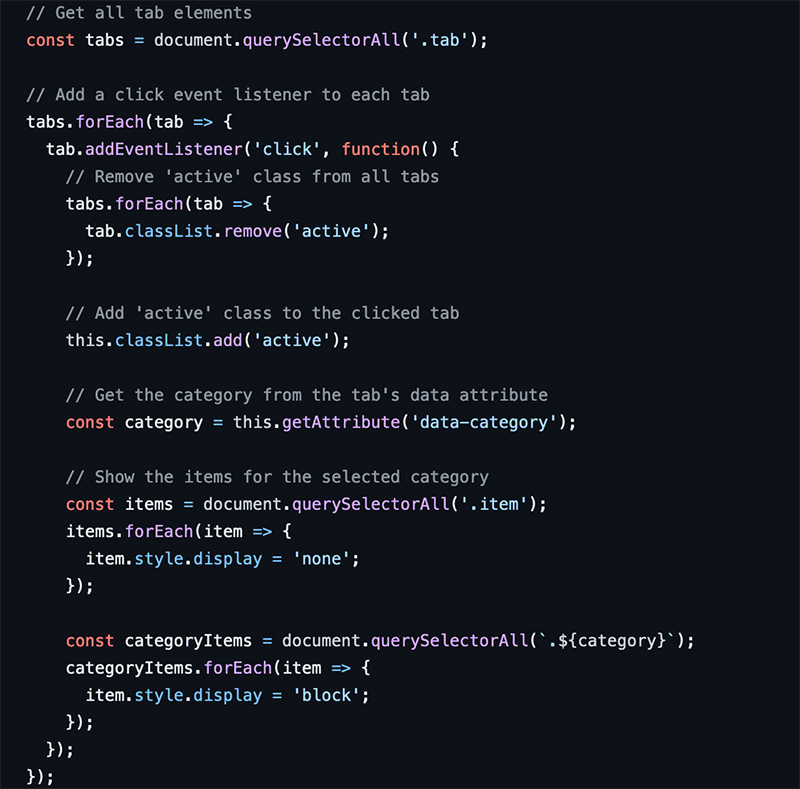 // Get all tab elements
const tabs = document.querySelectorAll('.tab');

// Add a click event listener to each tab
tabs.forEach(tab => {
  tab.addEventListener('click', function() {
    // Remove 'active' class from all tabs
    tabs.forEach(tab => {
      tab.classList.remove('active');
    });

    // Add 'active' class to the clicked tab
    this.classList.add('active');

    // Get the category from the tab's data attribute
    const category = this.getAttribute('data-category');

    // Show the items for the selected category
    const items = document.querySelectorAll('.item');
    items.forEach(item => {
      item.style.display = 'none';
    });

    const categoryItems = document.querySelectorAll(`.${category}`);
    categoryItems.forEach(item => {
      item.style.display = 'block';
    });
  });
});